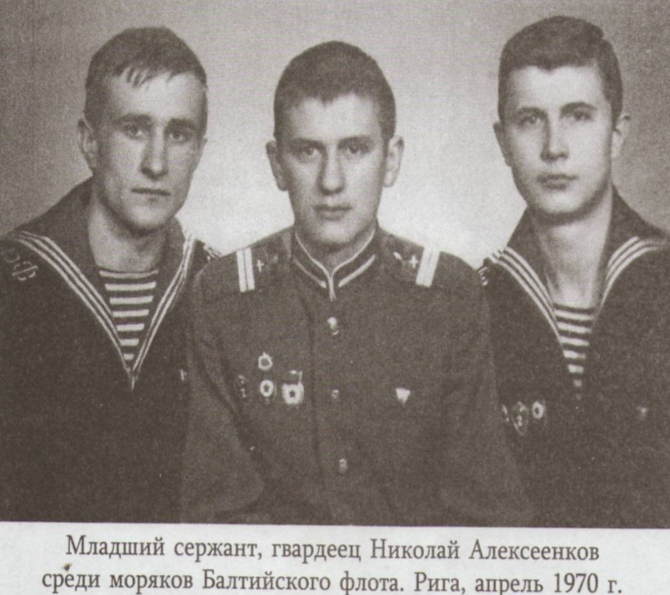 Младший сержант, гвардеец Николай Алексеенков
среди моряков Балтийского флота. Рига, апрель 1970 г.